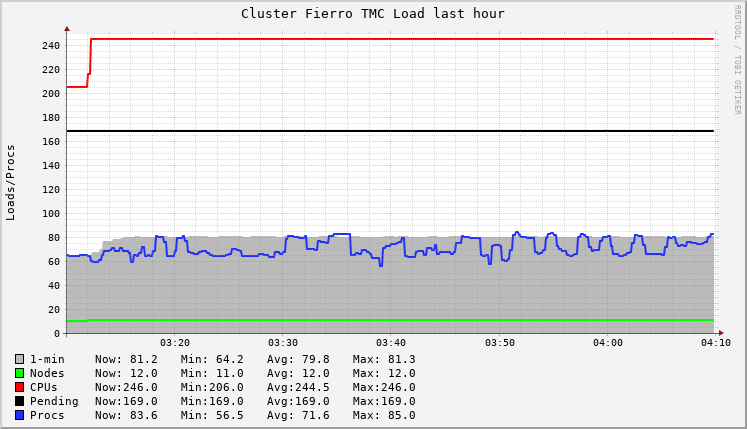 Cluster Fierro TMC Load last hour
RRDTOOL / TOBI OETIKER
Loads/Procs
240
220
200
180
160
140
120
100
80
60
40
20
0
03:20 03:30 03:40 03:50 04:00 04:10
1-min Now: 81.2 Min: 64.2 Avg: 79.8 Max: 81.3
Nodes Now: 12.0 Min: 11.0 Avg: 12.0 Max: 12.0
CPUs Now:246.0 Min:206.0 Avg:244.5 Max:246.0
Pending Now:169.0 Min:169.0 Avg:169.0 Max:169.0
Procs Now: 83.6 Min: 56.5 Avg: 71.6 Max: 85.0